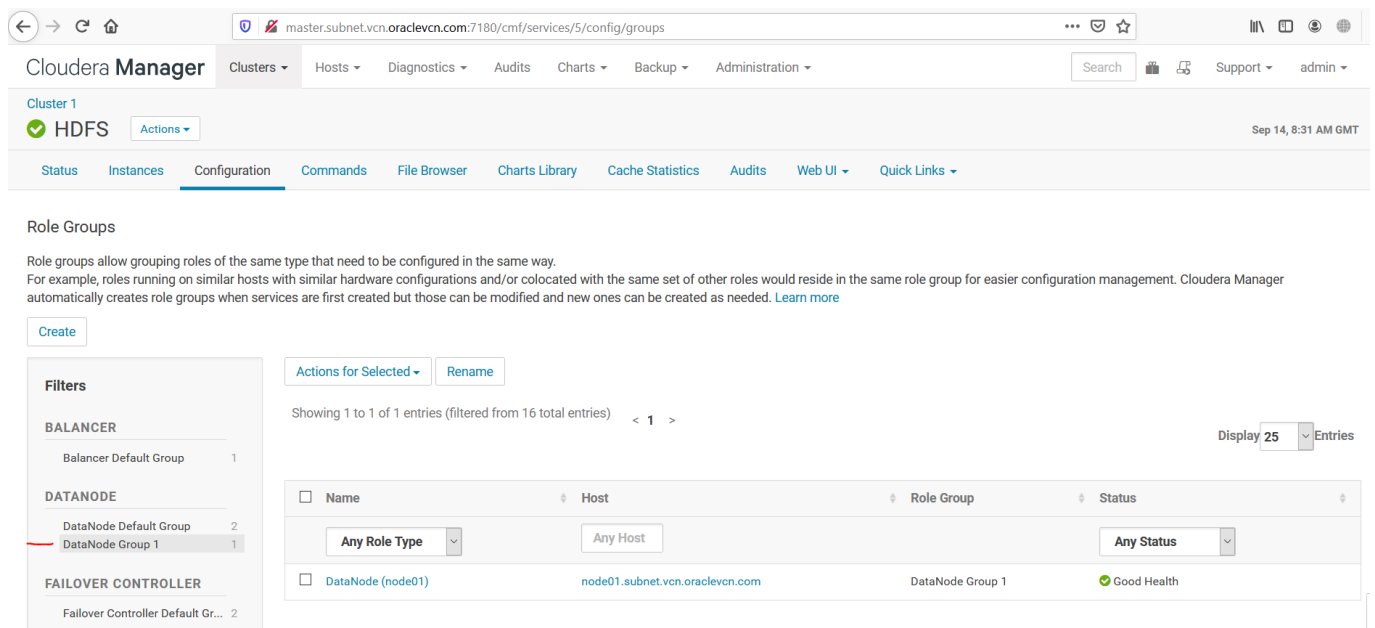 master.subnet.vcn.oraclevcn.com:7180/cmf/services/5/config/groups
Cloudera Manager Clusters Hosts Diagnostics Audits Charts Backup Administration Search Support admin
Cluster 1
HDFS Actions Sep 14, 8:31 AM GMT
Status Instances Configuration Commands File Browser Charts Library Cache Statistics Audits Web UI Quick Links
Role Groups
Role groups allow grouping roles of the same type that need to be configured in the same way.
For example, roles running on similar hosts with similar hardware configurations and/or colocated with the same set of other roles would reside in the same role group for easier configuration management. Cloudera Manager
automatically creates role groups when services are first created but those can be modified and new ones can be created as needed. Learn more
Create
Filters
BALANCER
Balancer Default Group 1
DATANODE
DataNode Default Group 2
DataNode Group 1 1
FAILOVER CONTROLLER
Failover Controller Default Gr... 2
Actions for Selected Rename
Showing 1 to 1 of 1 entries (filtered from 16 total entries) < 1 >
Display 25 Entries
Name Host Role Group Status
Any Role Type Any Host Any Status
DataNode (node01) node01.subnet.vcn.oraclevcn.com DataNode Group 1 Good Health